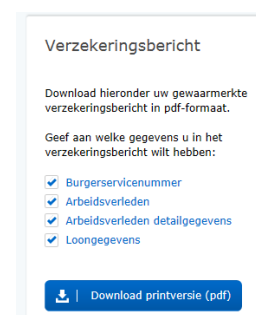 Verzekeringsbericht
Download hieronder uw gewaarmerkte
verzekeringsbericht in pdf-formaat.
Geef aan welke gegevens u in het
verzekeringsbericht wilt hebben:
Burgerservicenummer
Arbeidsverleden
Arbeidsverleden detailgegevens
Loongegevens
Download printversie (pdf)